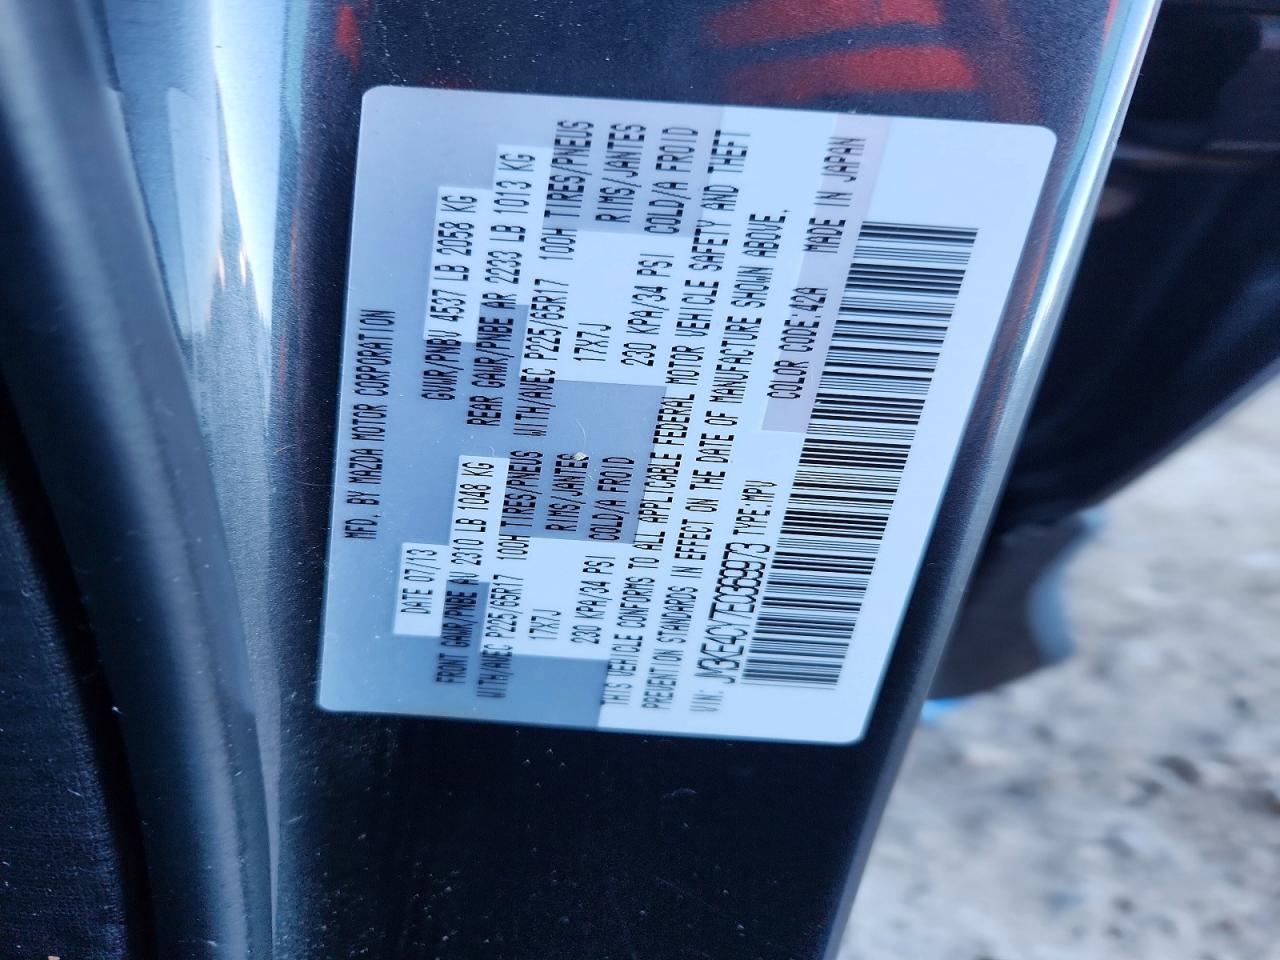 MFD. BY MAZDA MOTOR CORPORATION
DATE 07/13 GVWR/PNBV 4537 LB 2058 KG
FRONT GAWR/PNBE AV 2310 LB 1048 KG REAR GAWR/PNBE AR 2233 LB 1013 KG
WITH/AVEC P225/65R17 100H TIRES/PNEUS WITH/AVEC P225/65R17 100H TIRES/PNEUS
17X7J RIMS/JANTES 17X7J RIMS/JANTES
230 KPA/34 PSI COLD/A FROID 230 KPA/34 PSI COLD/A FROID
THIS VEHICLE CONFORMS TO ALL APPLICABLE FEDERAL MOTOR VEHICLE SAFETY AND THEFT
PREVENTION STANDARDS IN EFFECT ON THE DATE OF MANUFACTURE SHOWN ABOVE.
VIN: JM3KE4CY7E0369973 TYPE:MPV COLOR CODE:42A MADE IN JAPAN